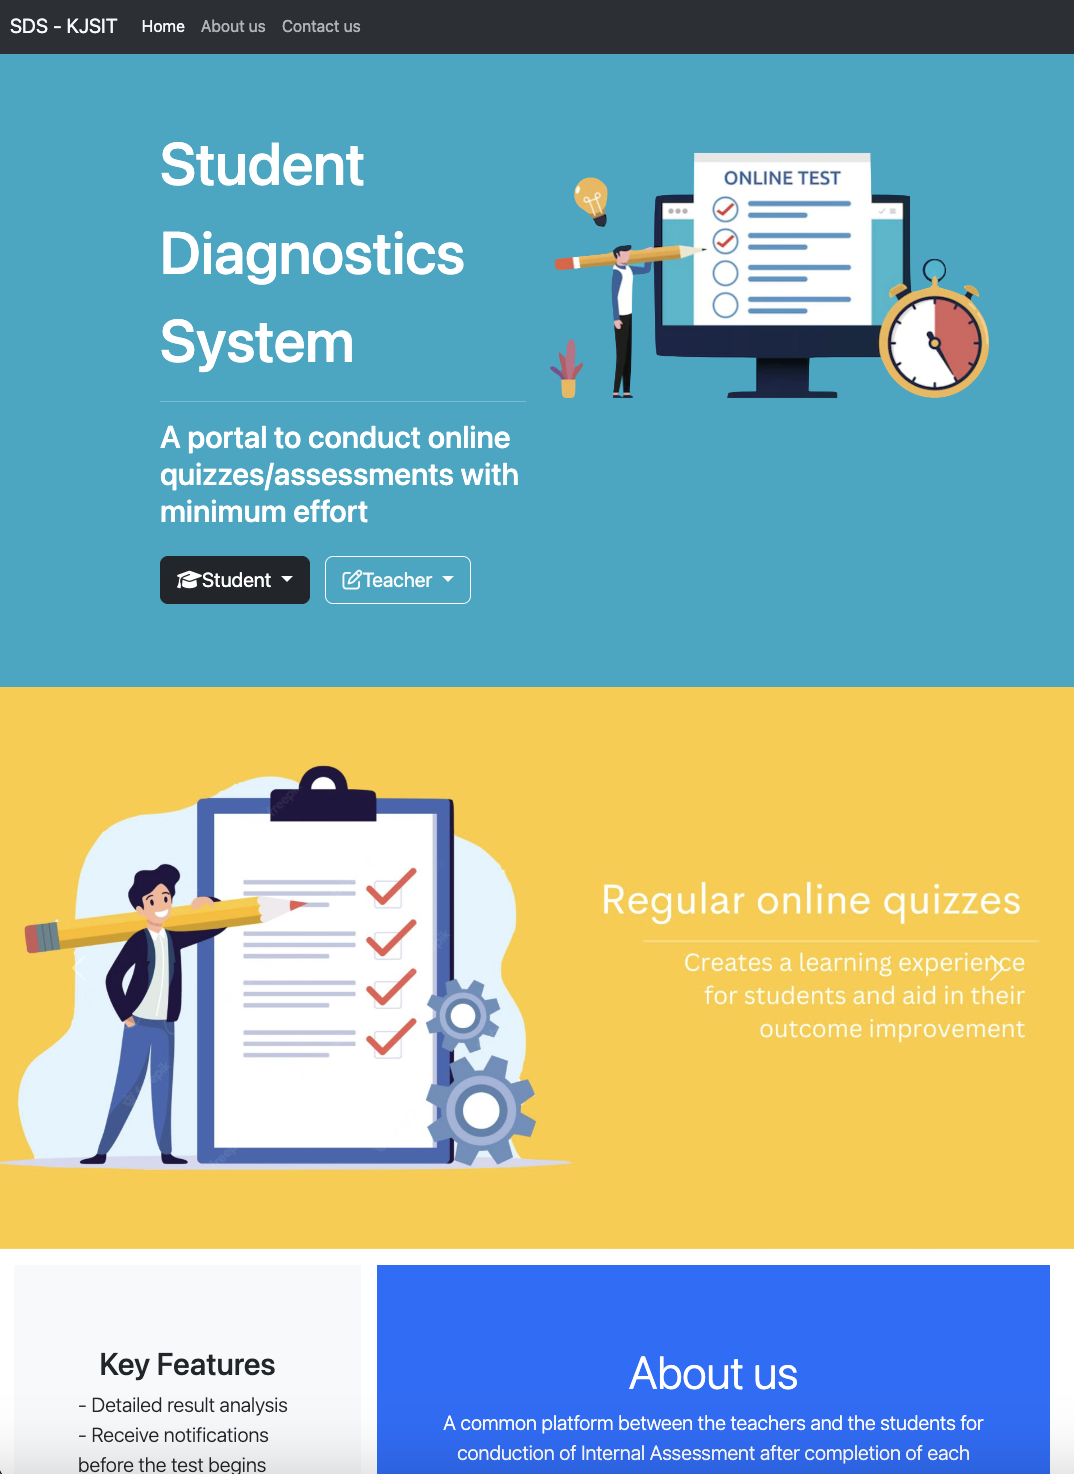 SDS - KJSIT Home About us Contact us
Student
Diagnostics
System
A portal to conduct online
quizzes/assessments with
minimum effort
Student
Teacher
ONLINE TEST
Regular online quizzes
Creates a learning experience
for students and aid in their
outcome improvement
Key Features
- Detailed result analysis
- Receive notifications
before the test begins
About us
A common platform between the teachers and the students for
conduction of Internal Assessment after completion of each